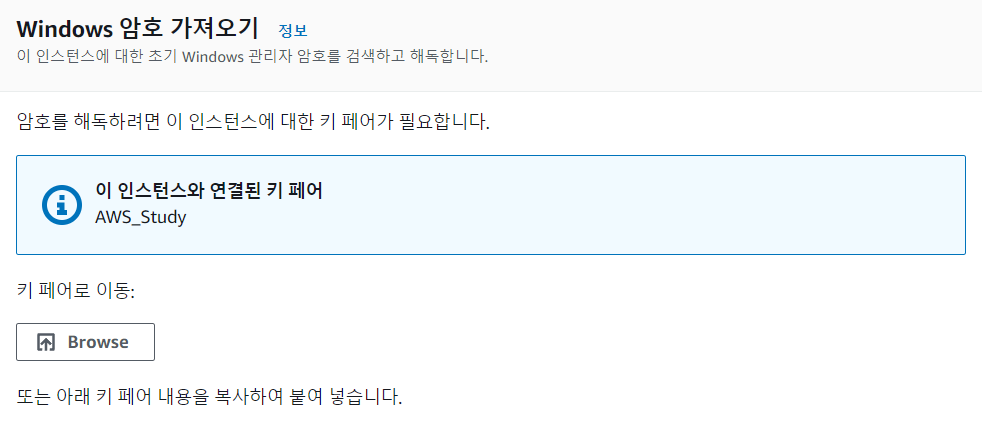 Windows 암호 가져오기 정보
이 인스턴스에 대한 초기 Windows 관리자 암호를 검색하고 해독합니다.
암호를 해독하려면 이 인스턴스에 대한 키 페어가 필요합니다.
이 인스턴스와 연결된 키 페어
AWS_Study
키 페어로 이동:
Browse
또는 아래 키 페어 내용을 복사하여 붙여 넣습니다.